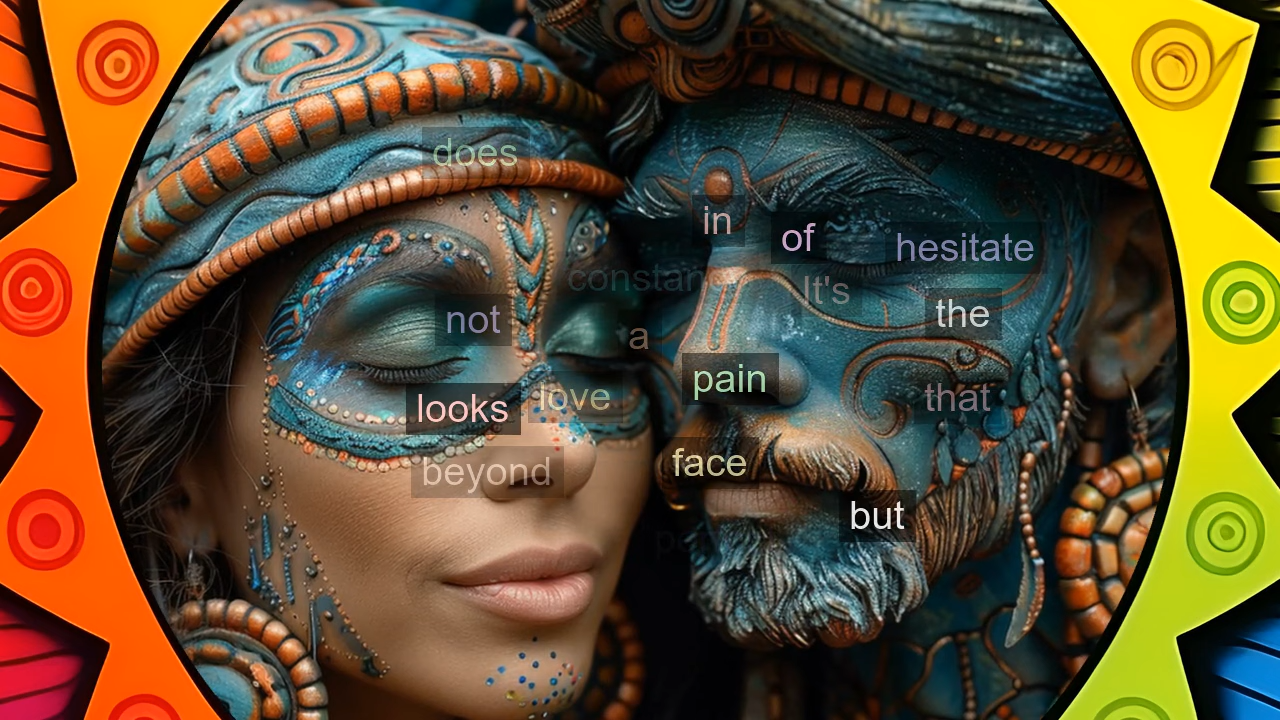 does
in
of
hesitate
constan
It's
not
the
a
pain
love
that
looks
beyond
face
but